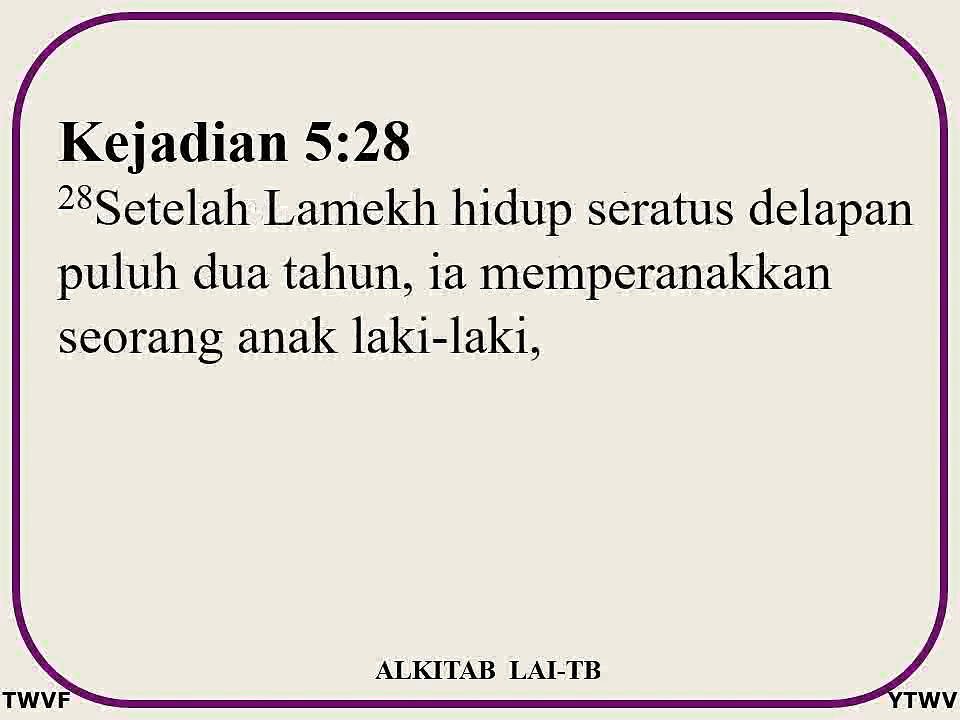 Kejadian 5:28
28Setelah Lamekh hidup seratus delapan
puluh dua tahun, ia memperanakkan
seorang anak laki-laki,
ALKITAB LAI-TB
TWVF
YTWV